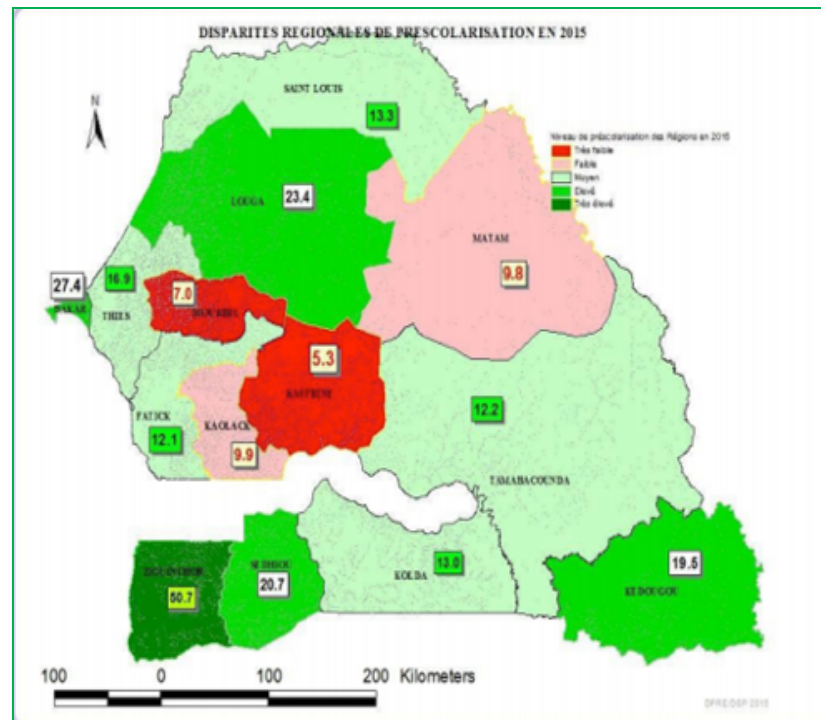 DISPARITES REGIONALES DE PRESCOLARISATION EN 2015
N
SAINT LOUIS
13.3
Niveau de préscolarisation des Régions en 2015
Très faible
Faible
Moyen
Elevé
Très élevé
LOUGA
23.4
MATAM
9.8
27.4
DAKAR
16.9
THIES
7.0
DIOURBEL
5.3
KAFFRINE
FATICK
12.1
KAOLACK
9.9
12.2
TAMBACOUNDA
ZIGUINCHOR
50.7
SEDHIOU
20.7
KOLDA
13.0
19.5
KEDOUGOU
100 0 100 200 Kilometers